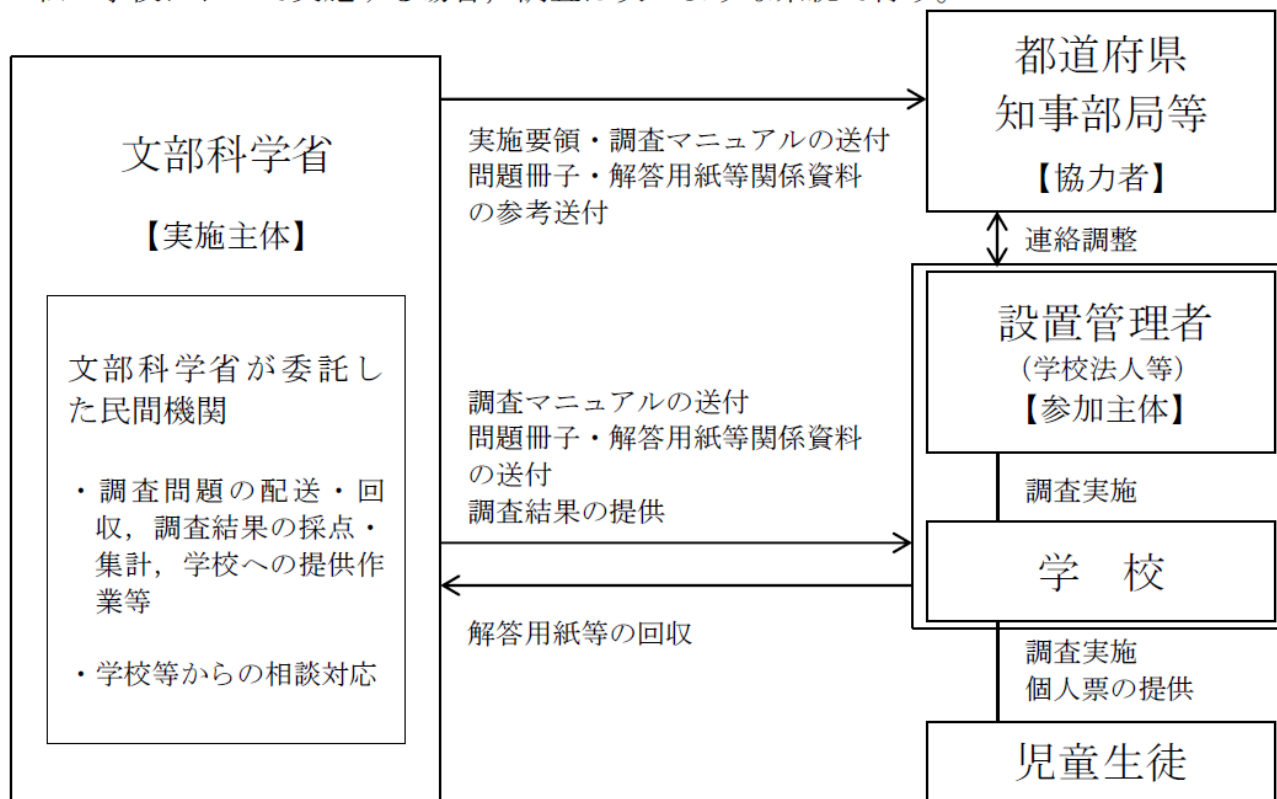 文部科学省
【実施主体】
文部科学省が委託し
た民間機関
・調査問題の配送・回
収，調査結果の採点・
集計，学校への提供作
業等
・学校等からの相談対応
実施要領・調査マニュアルの送付
問題冊子・解答用紙等関係資料
の参考送付
調査マニュアルの送付
問題冊子・解答用紙等関係資料
の送付
調査結果の提供
解答用紙等の回収
都道府県
知事部局等
【協力者】
連絡調整
設置管理者
（学校法人等）
【参加主体】
調査実施
学　校
調査実施
個人票の提供
児童生徒